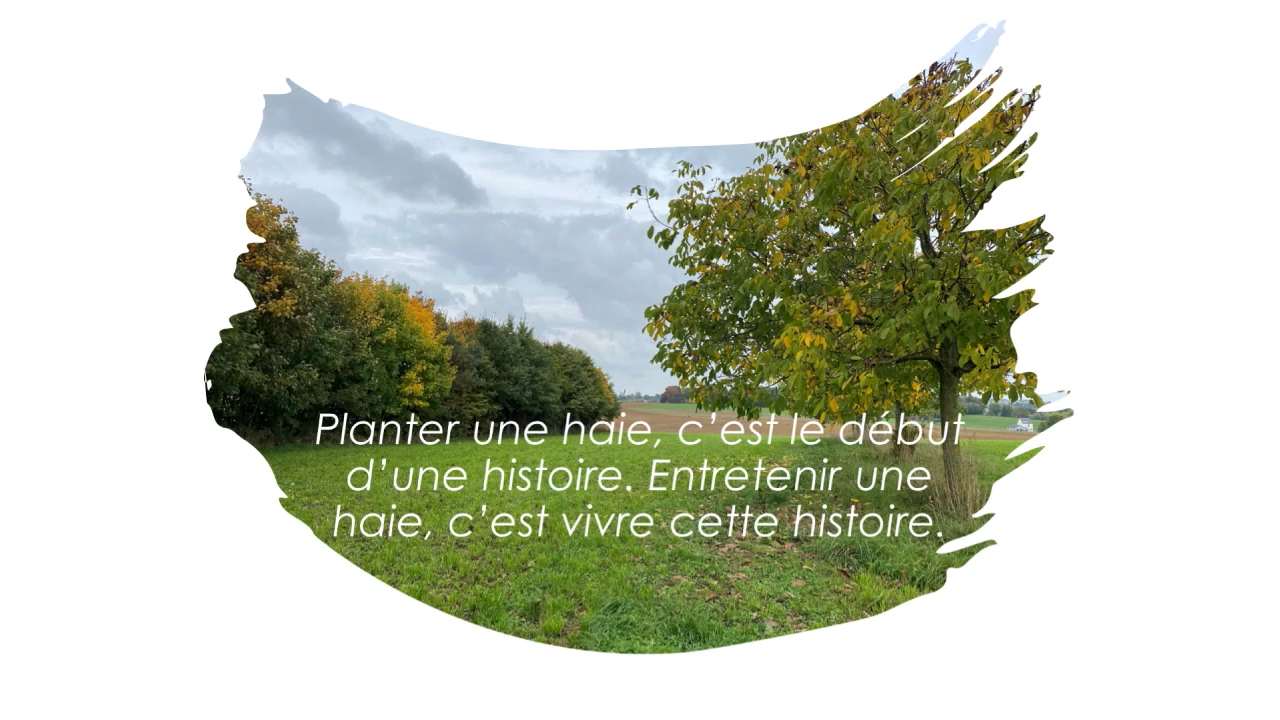 Planter une haie, c’est le début
d’une histoire. Entretenir une
haie, c’est vivre cette histoire.